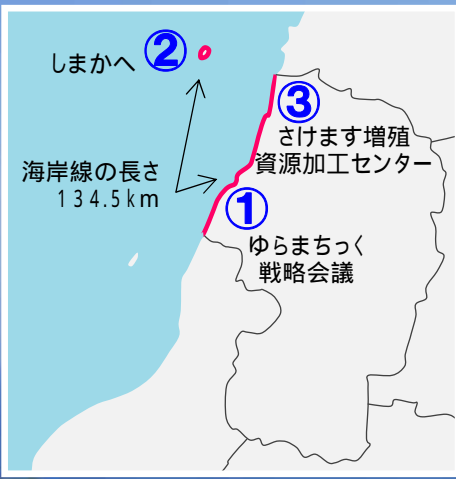 しまかへ ②
③
さけます増殖
資源加工センター
海岸線の長さ
134.5km
①
ゆらまちっく
戦略会議